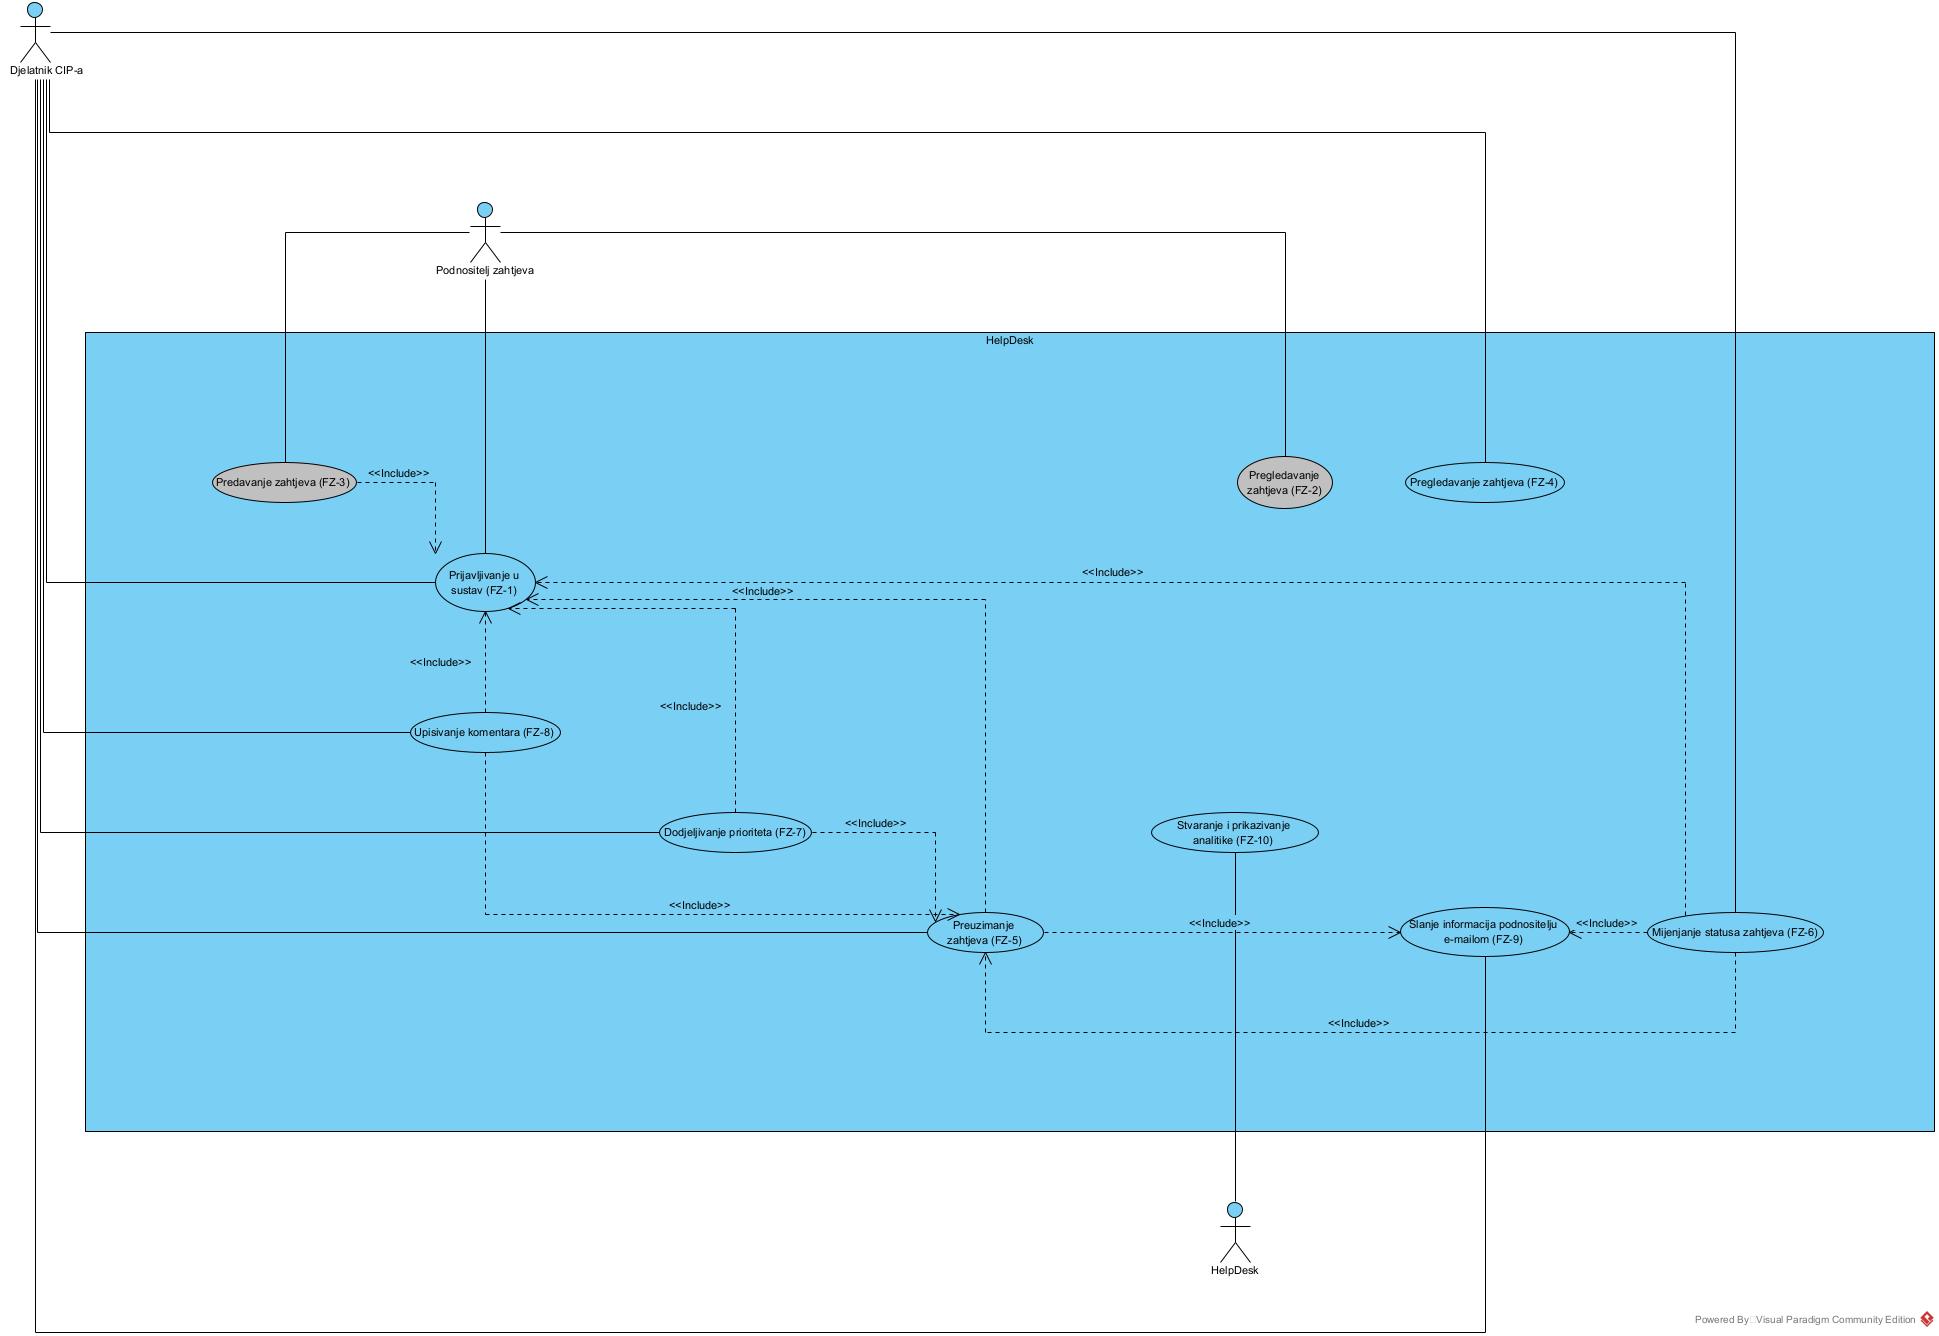 Djelatnik CIP-a
Podnositelj zahtjeva
HelpDesk
<<Include>>
Predavanje zahtjeva (FZ-3)
Pregledavanje
zahtjeva (FZ-2)
Pregledavanje zahtjeva (FZ-4)
<<Include>>
Prijavljivanje u
sustav (FZ-1)
<<Include>>
<<Include>>
<<Include>>
Upisivanje komentara (FZ-8)
<<Include>>
Dodjeljivanje prioriteta (FZ-7)
Stvaranje i prikazivanje
analitike (FZ-10)
<<Include>>
Preuzimanje
zahtjeva (FZ-5)
<<Include>>
Slanje informacija podnositelju
e-mailom (FZ-9)
<<Include>>
Mijenjanje statusa zahtjeva (FZ-6)
<<Include>>
HelpDesk
Powered By Visual Paradigm Community Edition